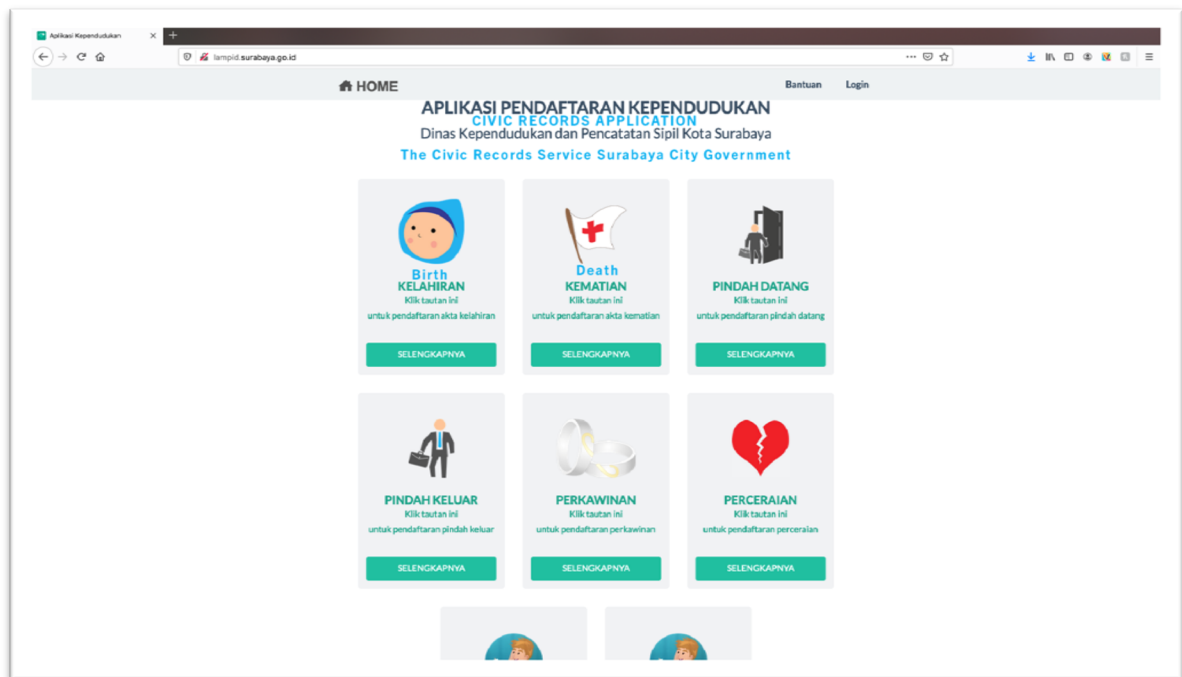 Aplikasi Kependudukan
lampid.surabaya.go.id
HOME Bantuan Login
APLIKASI PENDAFTARAN KEPENDUDUKAN
CIVIC RECORDS APPLICATION
Dinas Kependudukan dan Pencatatan Sipil Kota Surabaya
The Civic Records Service Surabaya City Government
Birth
KELAHIRAN
Klik tautan ini
untuk pendaftaran akta kelahiran
SELENGKAPNYA
Death
KEMATIAN
Klik tautan ini
untuk pendaftaran akta kematian
SELENGKAPNYA
PINDAH DATANG
Klik tautan ini
untuk pendaftaran pindah datang
SELENGKAPNYA
PINDAH KELUAR
Klik tautan ini
untuk pendaftaran pindah keluar
SELENGKAPNYA
PERKAWINAN
Klik tautan ini
untuk pendaftaran perkawinan
SELENGKAPNYA
PERCERAIAN
Klik tautan ini
untuk pendaftaran perceraian
SELENGKAPNYA